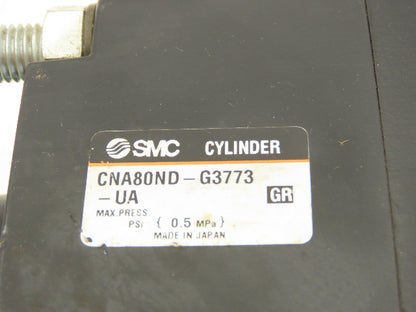 SMC CYLINDER
CNA80ND-G3773
-UA
GR
MAX.PRESS.
PSi { 0.5 MPa }
MADE IN JAPAN